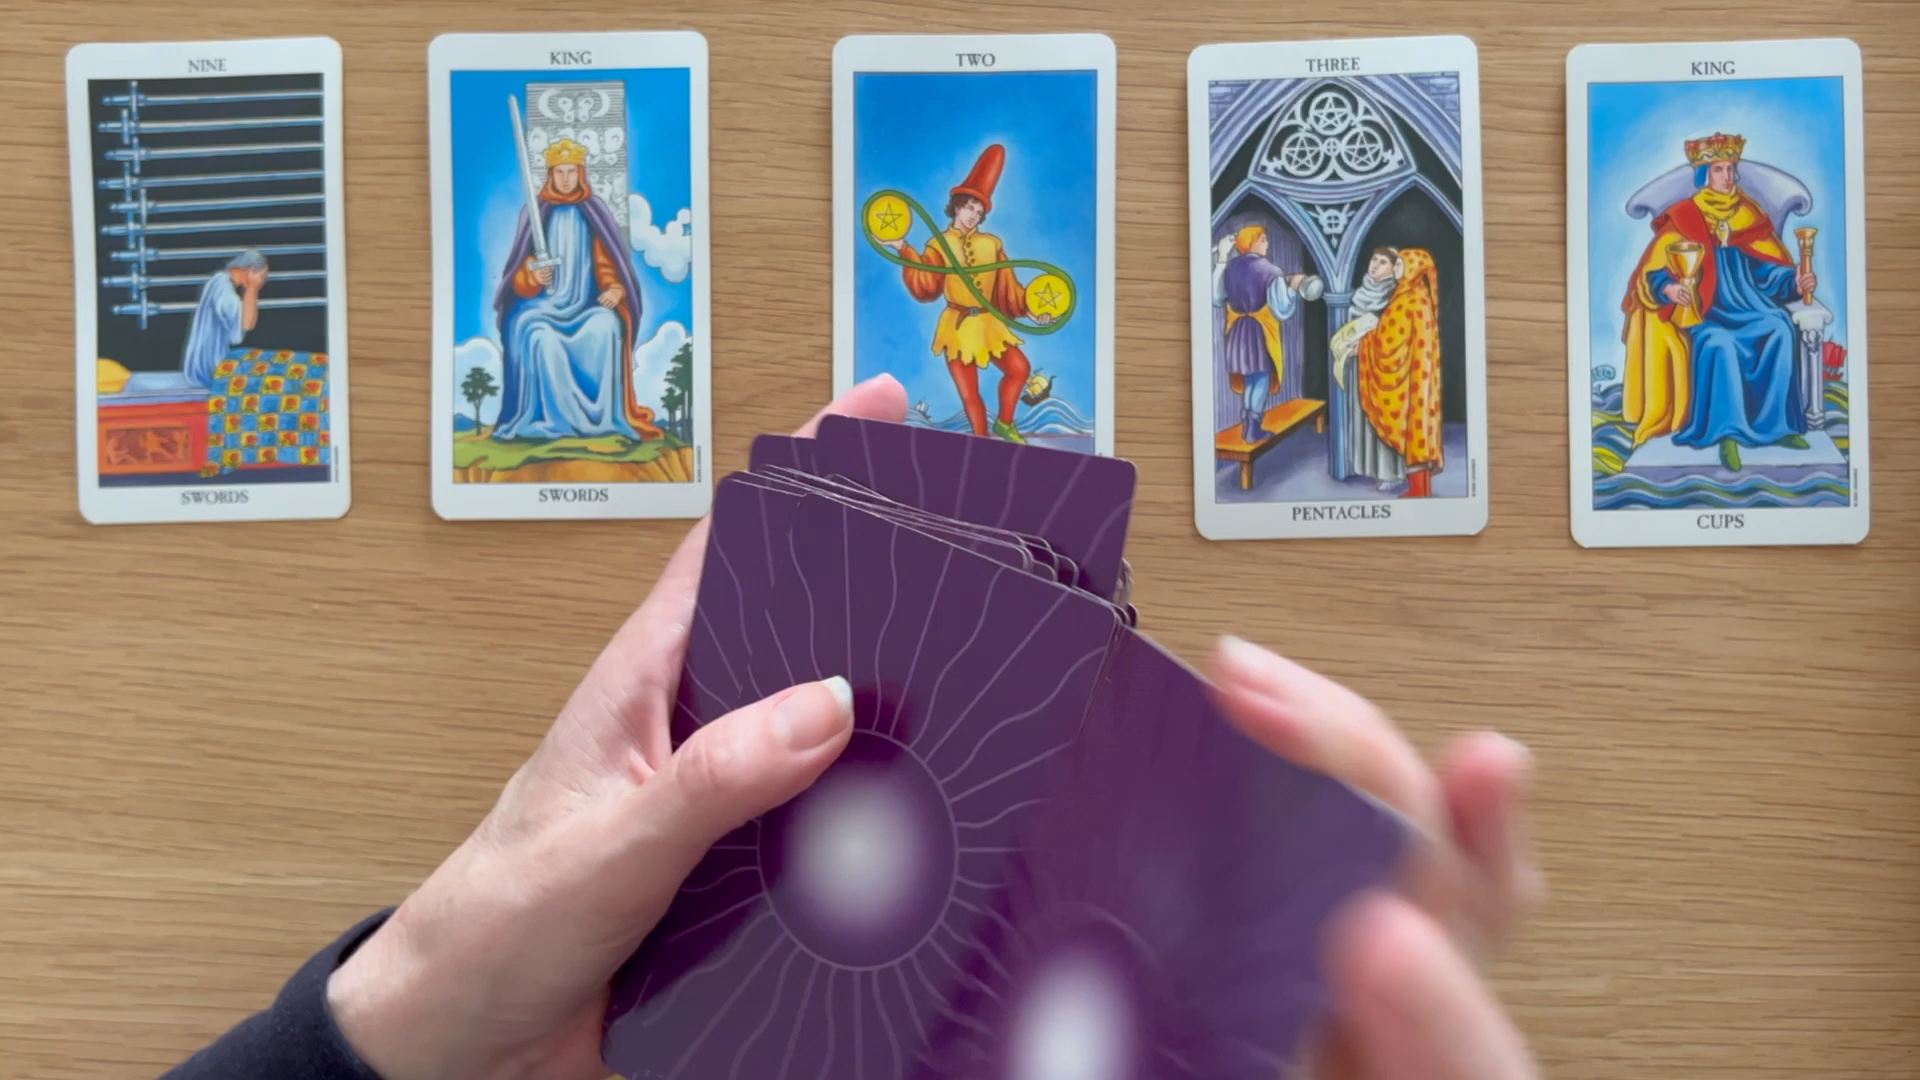 NINE
SWORDS
KING
SWORDS
TWO
THREE
PENTACLES
KING
CUPS